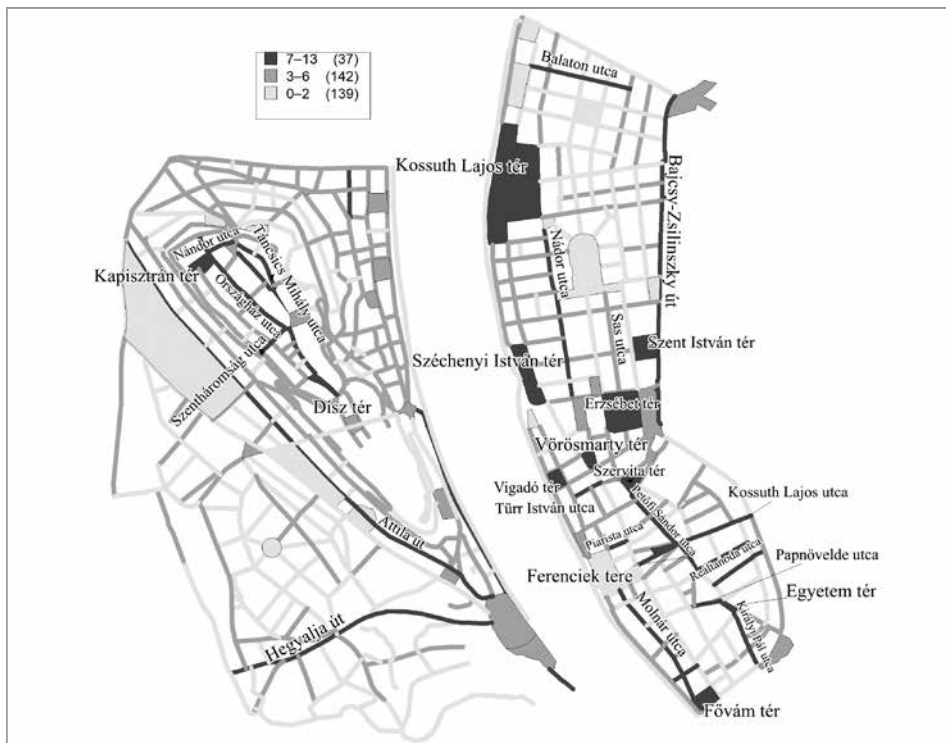 7–13 (37)
3–6 (142)
0–2 (139)
Balaton utca
Kossuth Lajos tér
Bajcsy-Zsilinszky út
Nándor utca
Táncsics Mihály utca
Nádor utca
Kapisztrán tér
Országház utca
Sas utca
Szent István tér
Széchenyi István tér
Szentháromság utca
Dísz tér
Erzsébet tér
Vörösmarty tér
Szervita tér
Vigadó tér
Kossuth Lajos utca
Türr István utca
Petőfi Sándor utca
Attila út
Piarista utca
Papnövelde utca
Reáltanoda utca
Ferenciek tere
Egyetem tér
Molnár utca
Királyi Pál utca
Hegyalja út
Fővám tér